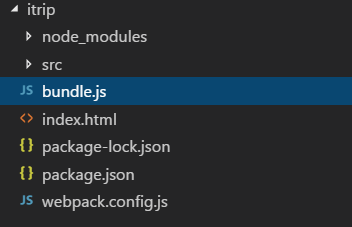 itrip
node_modules
src
JS bundle.js
<> index.html
{} package-lock.json
{} package.json
JS webpack.config.js